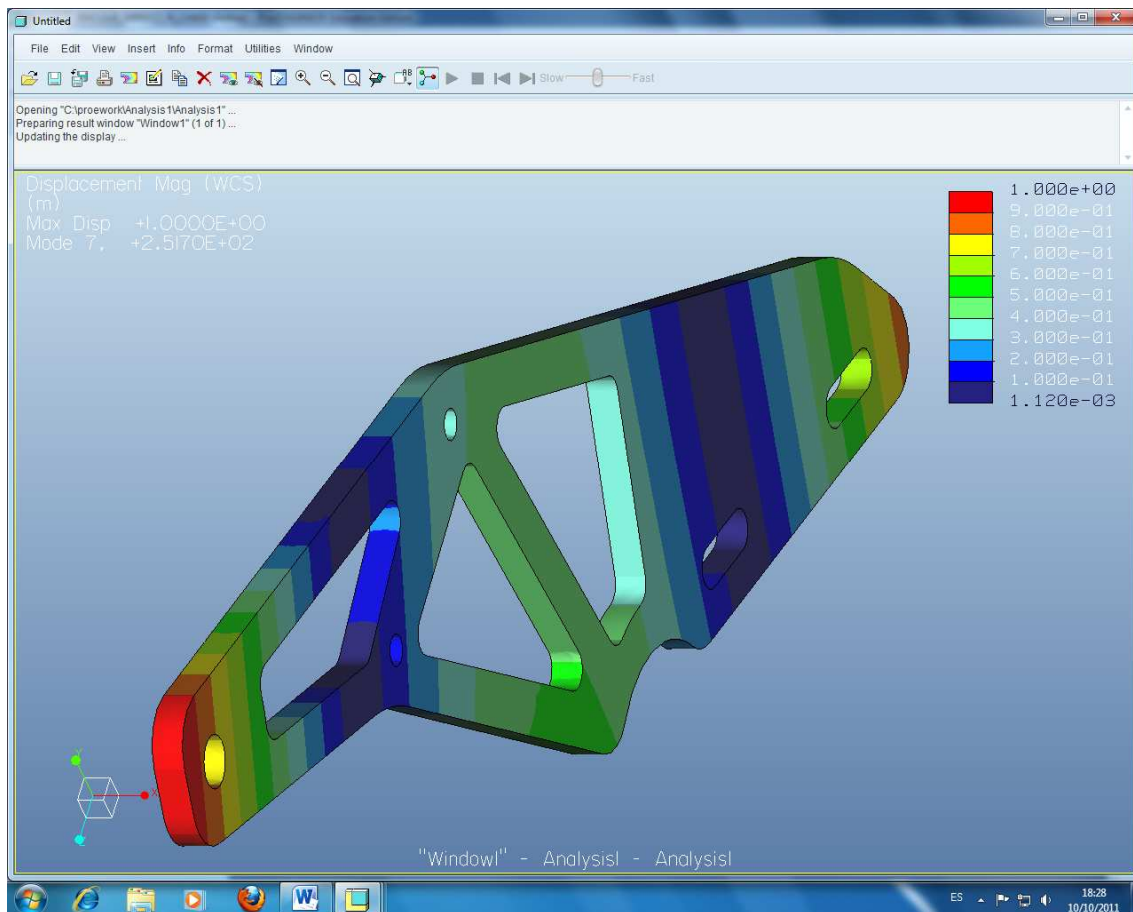 Untitled
File Edit View Insert Info Format Utilities Window
Slow Fast
Opening "C:\proework\Analysis1\Analysis1" ...
Preparing result window "Window1" (1 of 1) ...
Updating the display ...
Displacement Mag (WCS)
(m)
Max Disp +1.0000E+00
Mode 7, +2.5170E+02
1.000e+00
9.000e-01
8.000e-01
7.000e-01
6.000e-01
5.000e-01
4.000e-01
3.000e-01
2.000e-01
1.000e-01
1.120e-03
Y
X
Z
"Window1" - Analysis1 - Analysis1
ES
18:28
10/10/2011